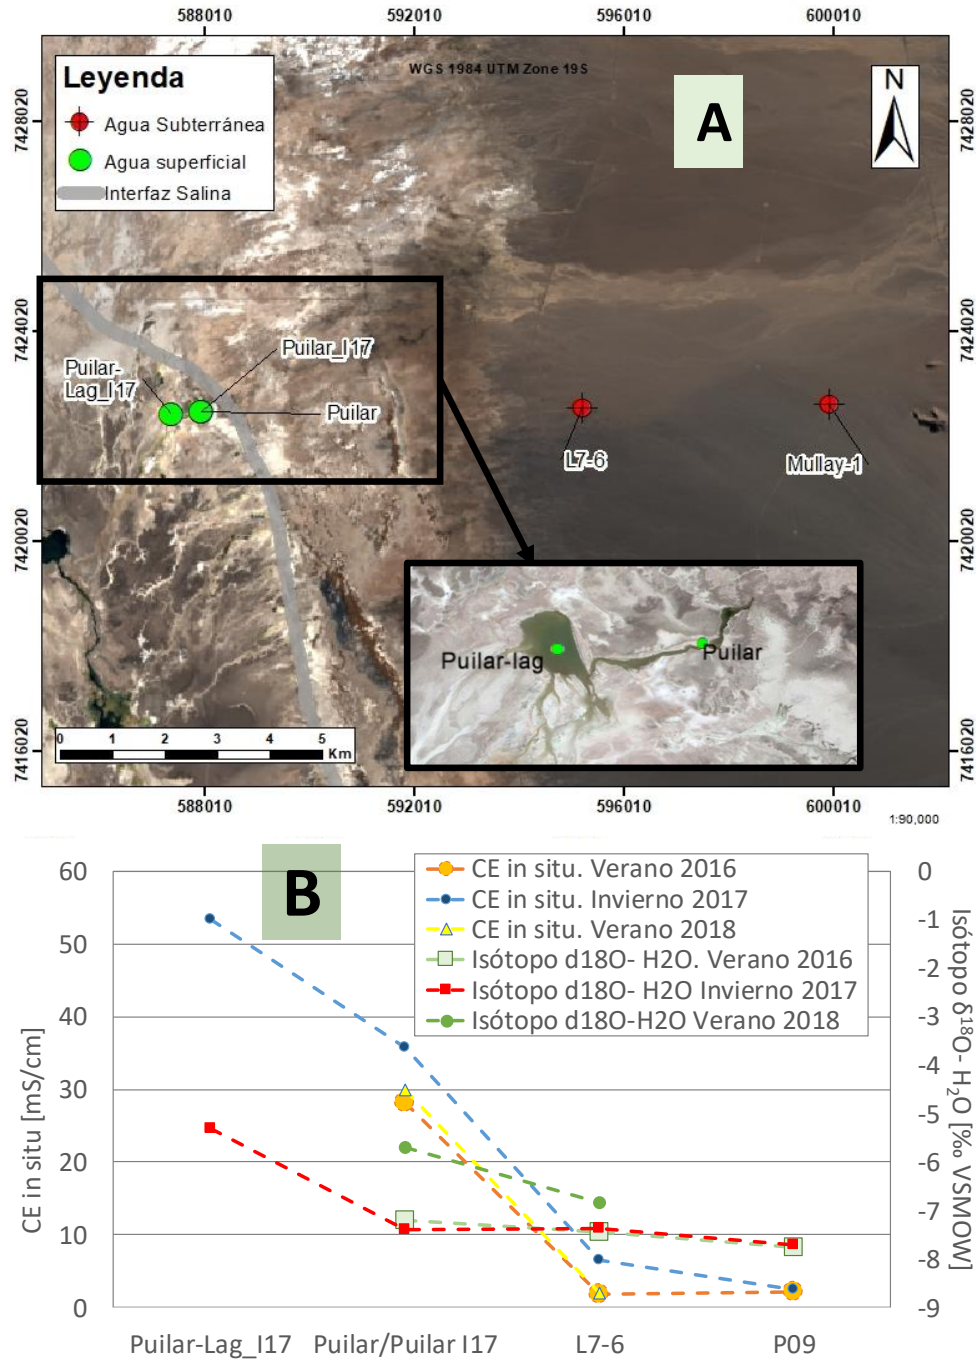 588010 592010 596010 600010
WGS 1984 UTM Zone 19S
Leyenda
Agua Subterránea
Agua superficial
Interfaz Salina
A
N
7428020 7428020
7424020 7424020
7420020 7420020
7416020 7416020
Puilar_I17
Puilar-
Lag_I17
Puilar
L7-6
Mullay-1
Puilar-lag
Puilar
0 1 2 3 4 5
Km
588010 592010 596010 600010
1:90,000
B
CE in situ. Verano 2016
CE in situ. Invierno 2017
CE in situ. Verano 2018
Isótopo d18O- H2O. Verano 2016
Isótopo d18O- H2O Invierno 2017
Isótopo d18O-H2O Verano 2018
CE in situ [mS/cm]
60
50
40
30
20
10
0
0
-1
-2
-3
-4
-5
-6
-7
-8
-9
Isótopo δ¹⁸O- H₂O [‰ VSMOW]
Puilar-Lag_I17 Puilar/Puilar I17 L7-6 P09